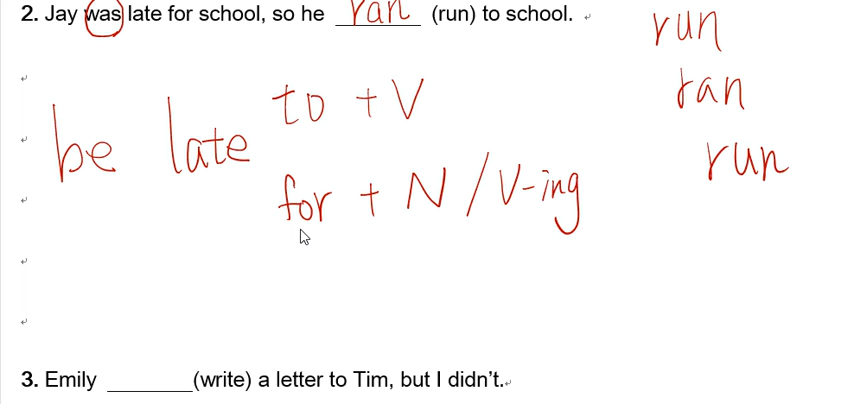 2. Jay was late for school, so he ran (run) to school.
run
to + V
ran
be late
run
for + N / V-ing
3. Emily ________ (write) a letter to Tim, but I didn't.